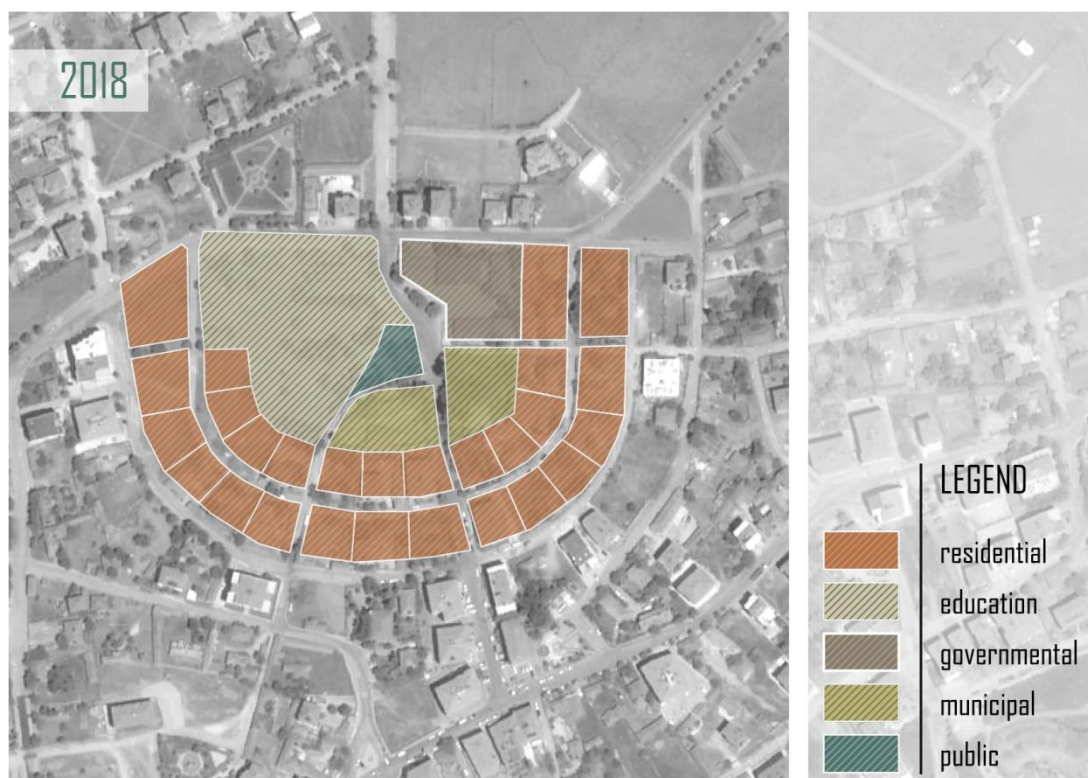 2018
LEGEND
residential
education
governmental
municipal
public